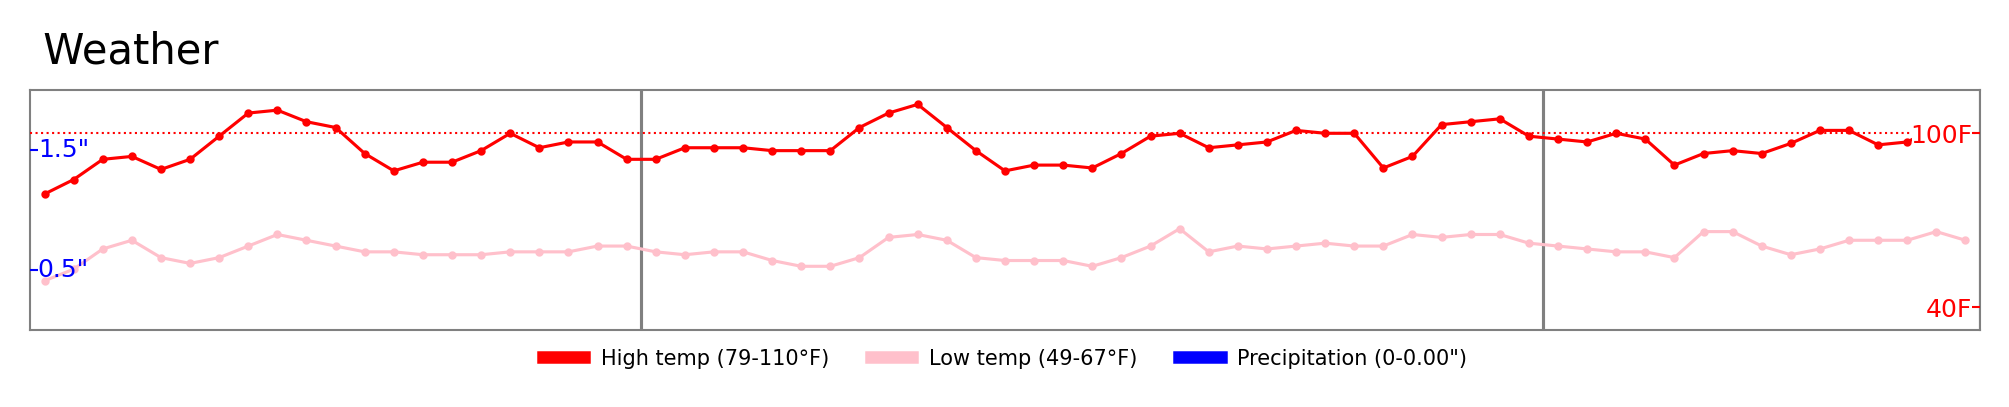 Weather
1.5"
100F
0.5"
40F
High temp (79-110°F) Low temp (49-67°F) Precipitation (0-0.00")